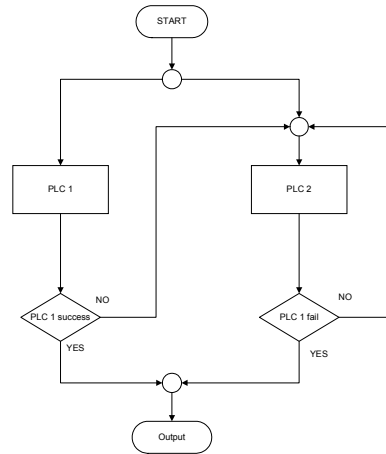 START
PLC 1
PLC 2
PLC 1 success
NO
YES
PLC 1 fail
NO
YES
Output